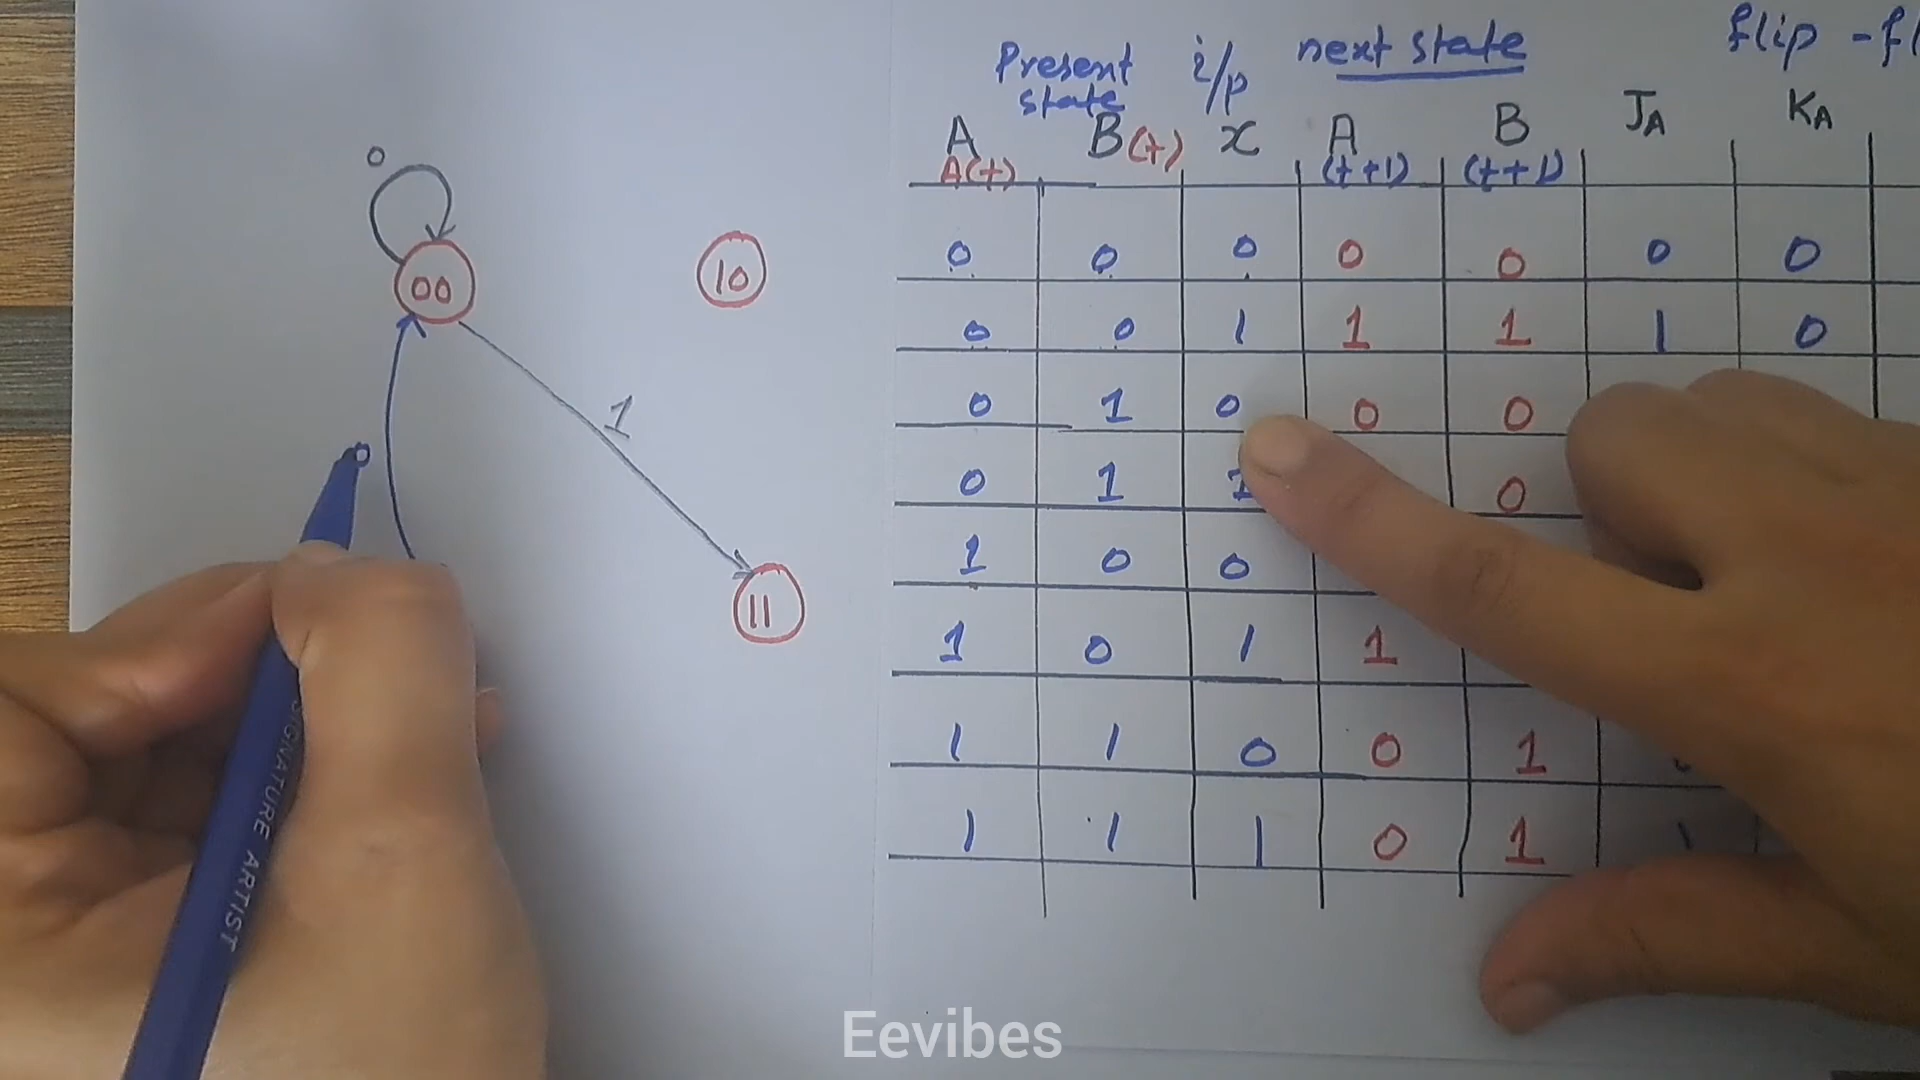 0
00
10
1
0
11
Present state i/p next state flip - fl
A B(t) x A B JA KA
A(t) (t+1) (t+1)
0 0 0 0 0 0 0
0 0 1 1 1 1 0
0 1 0 0 0
0 1 1 0
1 0 0
1 0 1 1
1 1 0 0 1
1 1 1 0 1
SIGNATURE ARTIST
Eevibes